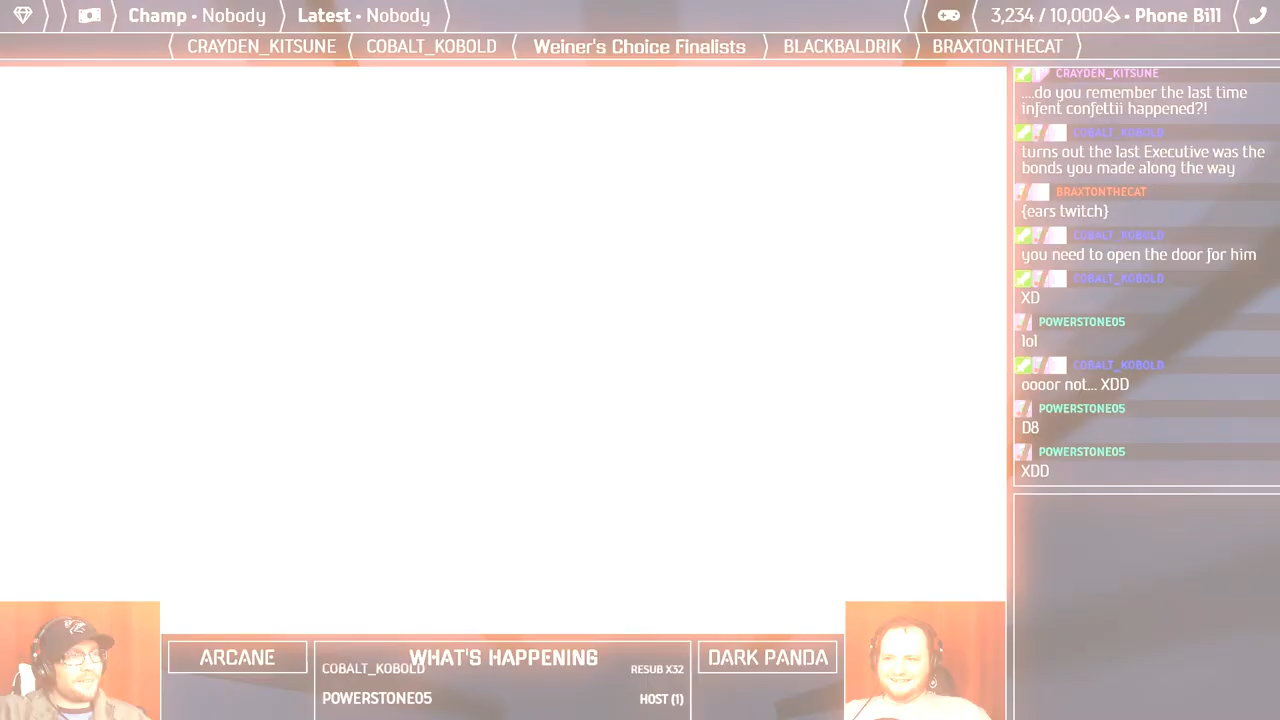 Champ • Nobody
Latest • Nobody
3,234 / 10,000 • Phone Bill
CRAYDEN_KITSUNE
COBALT_KOBOLD
Weiner's Choice Finalists
BLACKBALDRIK
BRAXTONTHECAT
CRAYDEN_KITSUNE
....do you remember the last time
infent confettii happened?!
COBALT_KOBOLD
turns out the last Executive was the
bonds you made along the way
BRAXTONTHECAT
{ears twitch}
COBALT_KOBOLD
you need to open the door for him
COBALT_KOBOLD
XD
POWERSTONE05
lol
COBALT_KOBOLD
oooor not... XDD
POWERSTONE05
D8
POWERSTONE05
XDD
ARCANE
WHAT'S HAPPENING
COBALT_KOBOLD
RESUB X32
POWERSTONE05
HOST (1)
DARK PANDA